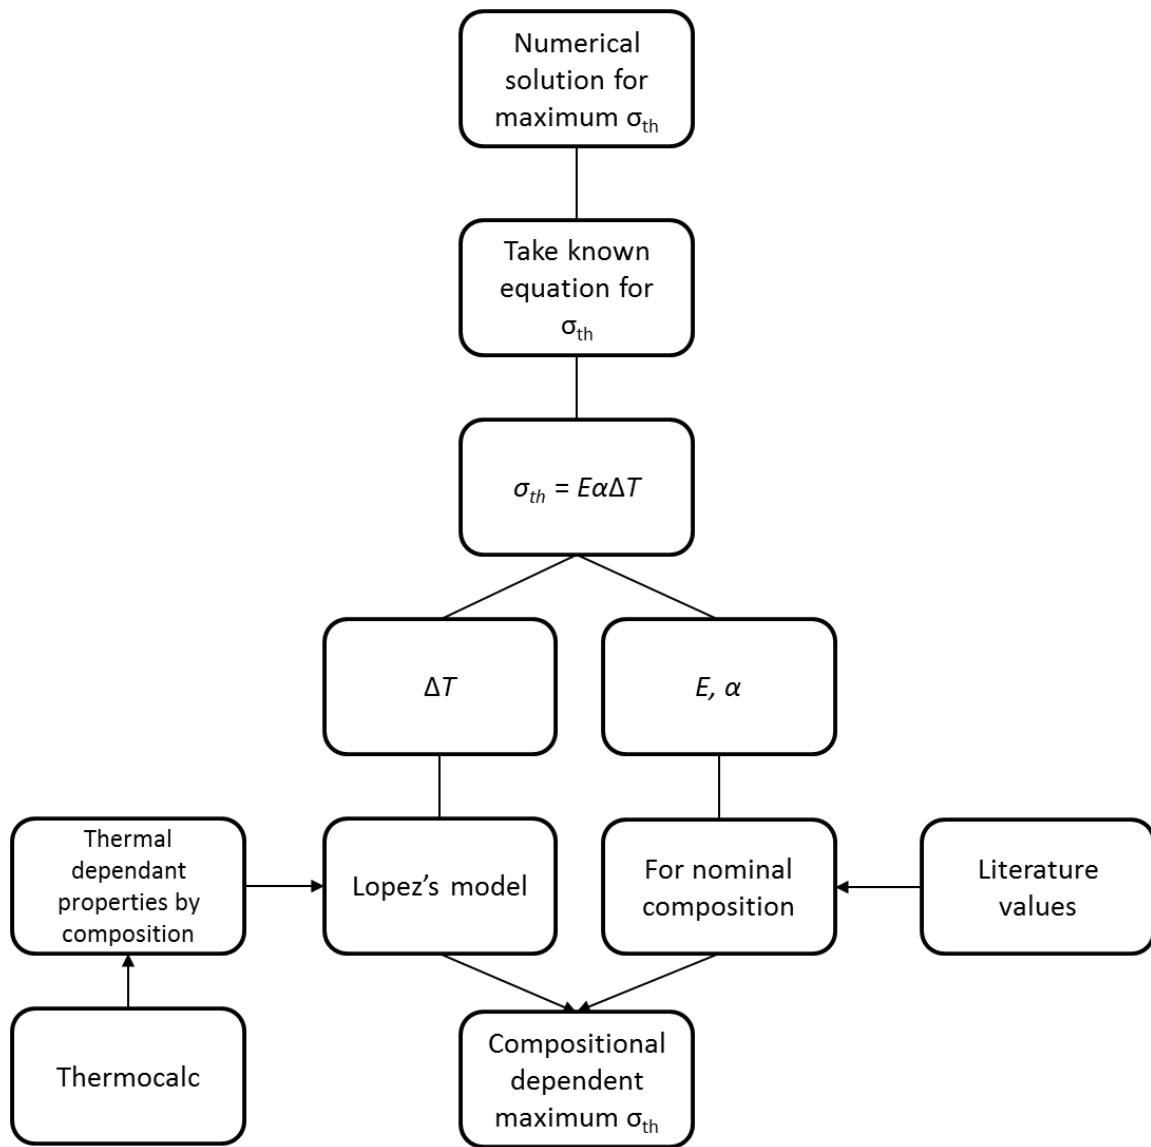 Numerical
solution for
maximum σth
Take known
equation for
σth
σth = EαΔT
ΔT
E, α
Thermal
dependant
properties by
composition
Lopez’s model
For nominal
composition
Literature
values
Thermocalc
Compositional
dependent
maximum σth